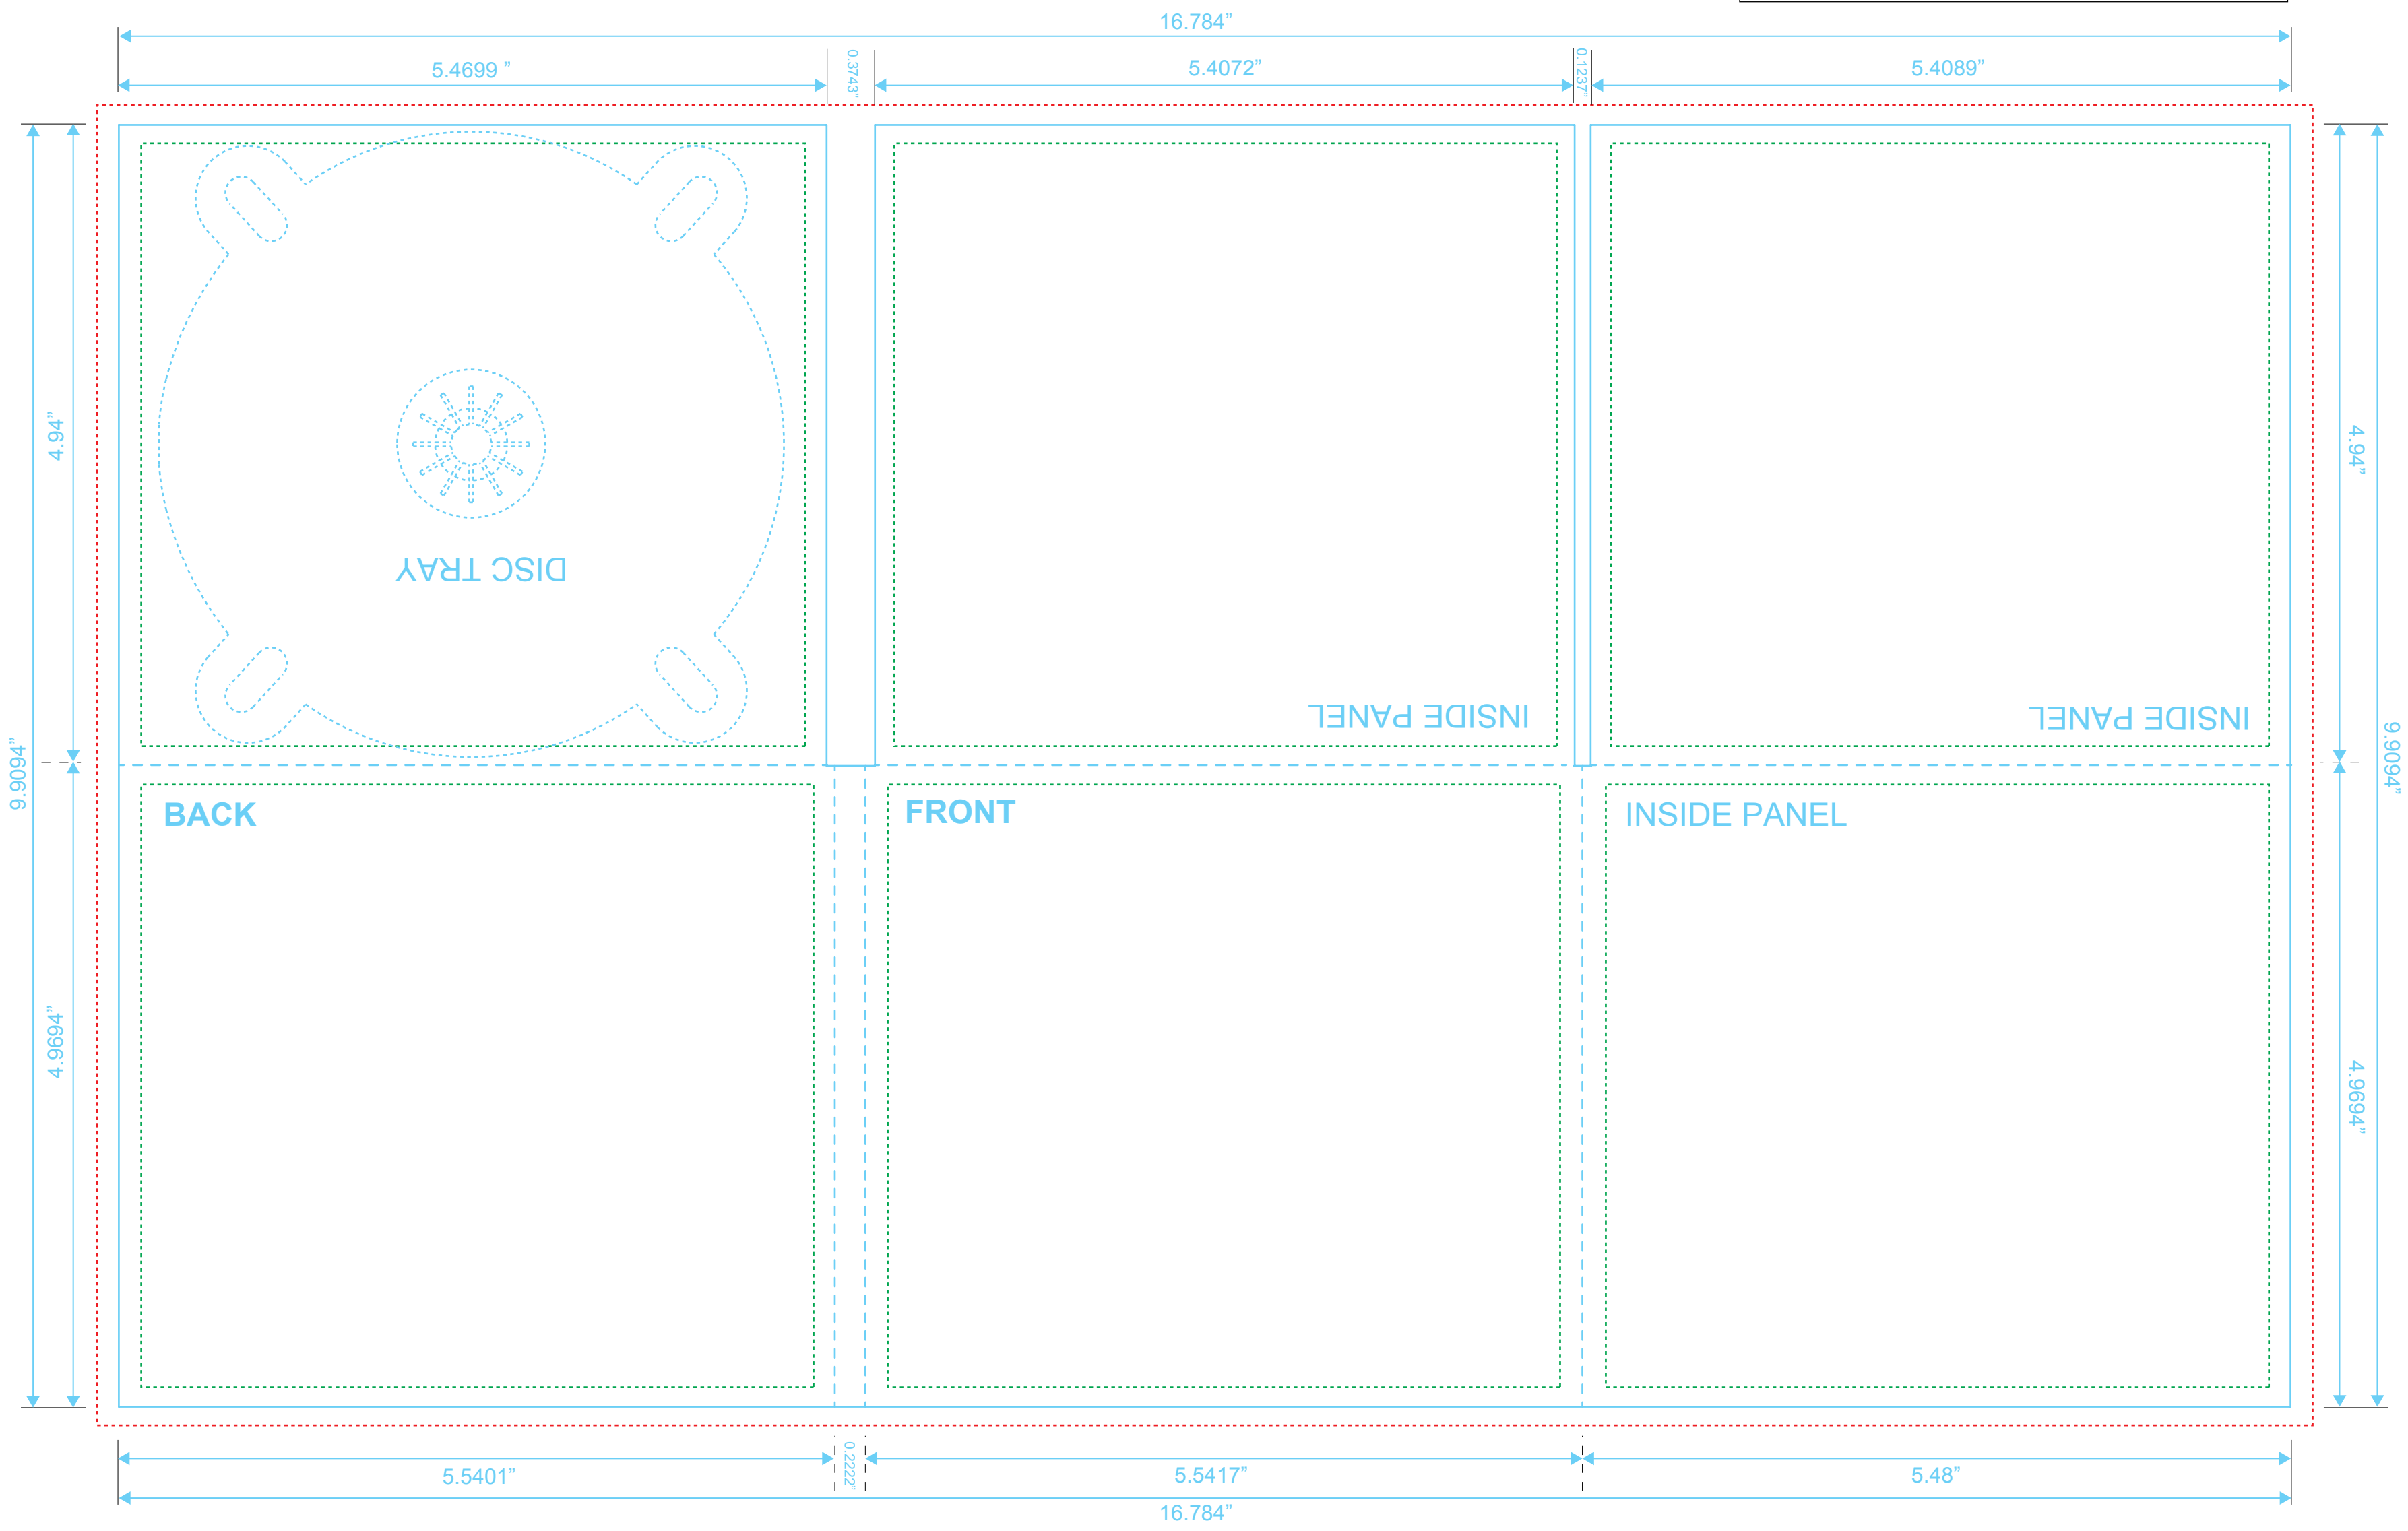 16.784”
5.4699 ”
0.3743”
5.4072”
0.1237”
5.4089”
4.94”
4.94”
DISC TRAY
INSIDE PANEL
INSIDE PANEL
9.9094”
9.9094”
BACK
FRONT
INSIDE PANEL
4.9694”
4.9694”
5.5401”
0.2222”
5.5417”
5.48”
16.784”